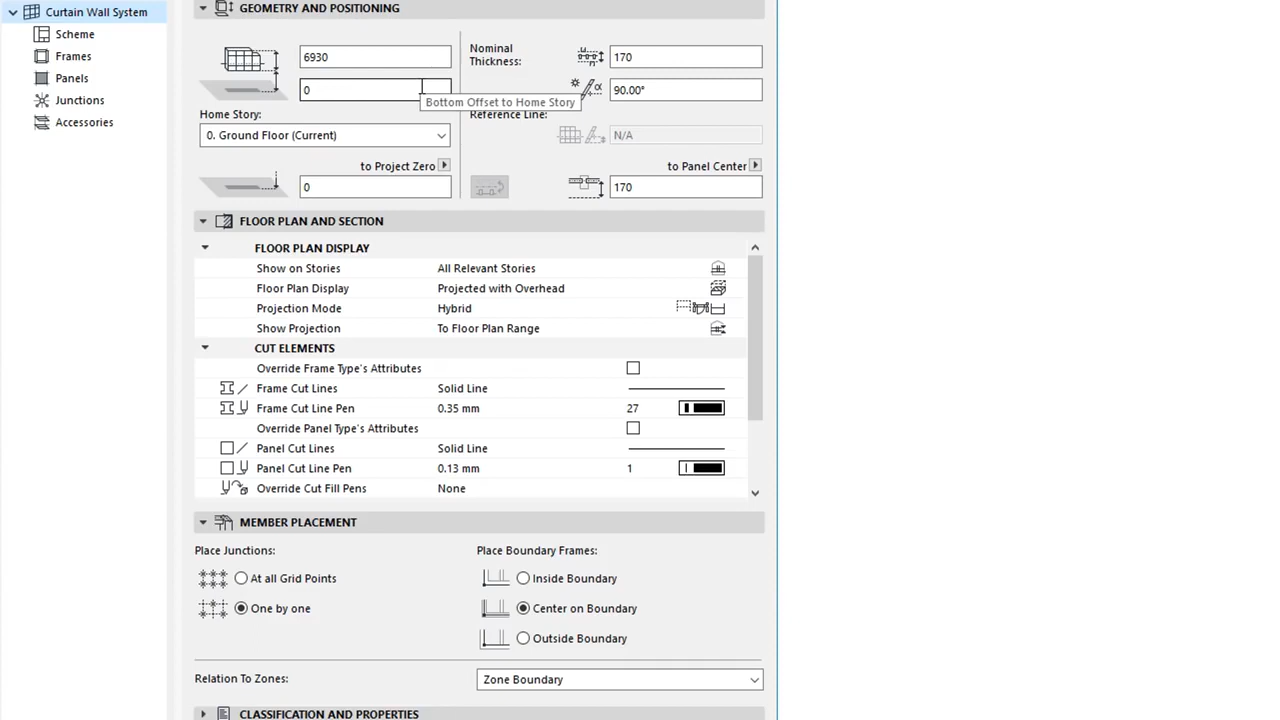 Curtain Wall System
Scheme
Frames
Panels
Junctions
Accessories
GEOMETRY AND POSITIONING
6930
0
Bottom Offset to Home Story
Home Story:
0. Ground Floor (Current)
to Project Zero
0
Nominal
Thickness:
170
α
90.00°
Reference Line:
N/A
to Panel Center
170
FLOOR PLAN AND SECTION
FLOOR PLAN DISPLAY
Show on Stories All Relevant Stories
Floor Plan Display Projected with Overhead
Projection Mode Hybrid
Show Projection To Floor Plan Range
CUT ELEMENTS
Override Frame Type's Attributes
Frame Cut Lines Solid Line
Frame Cut Line Pen 0.35 mm 27
Override Panel Type's Attributes
Panel Cut Lines Solid Line
Panel Cut Line Pen 0.13 mm 1
Override Cut Fill Pens None
MEMBER PLACEMENT
Place Junctions:
At all Grid Points
One by one
Place Boundary Frames:
Inside Boundary
Center on Boundary
Outside Boundary
Relation To Zones: Zone Boundary
CLASSIFICATION AND PROPERTIES